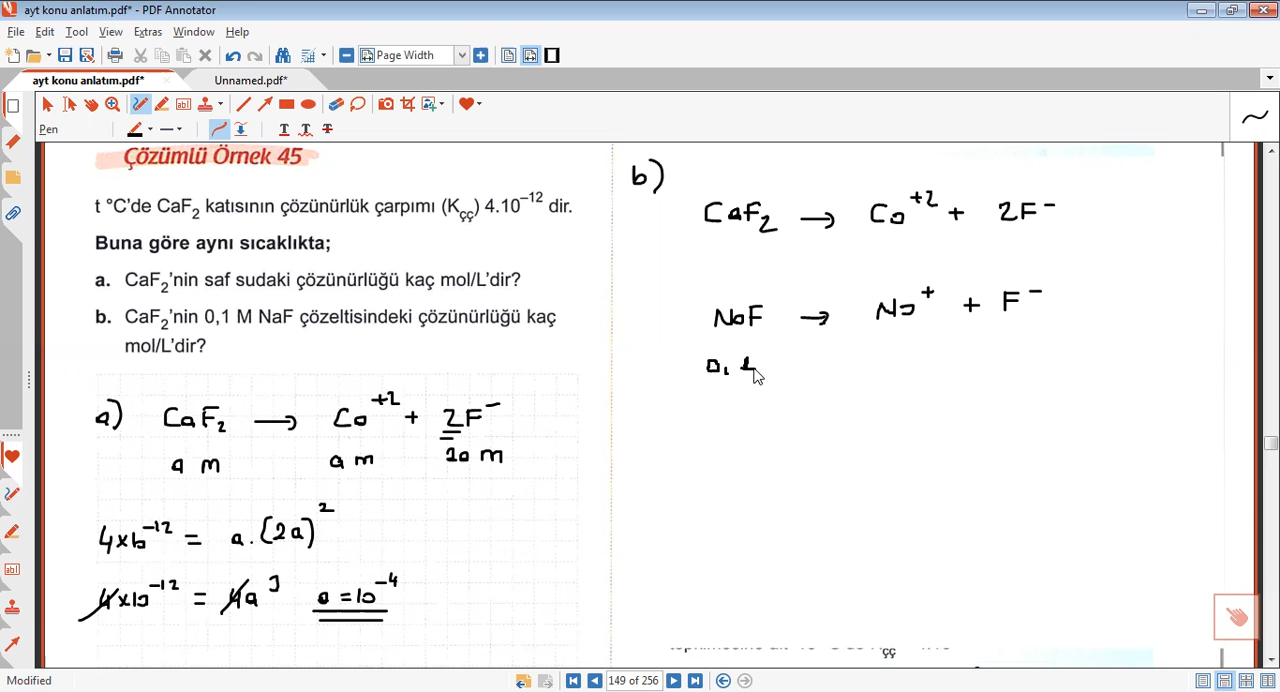 ayt konu anlatım.pdf* - PDF Annotator
File Edit Tool View Extras Window Help
Page Width
ayt konu anlatım.pdf* Unnamed.pdf*
Pen
Çözümlü Örnek 45
t °C'de CaF₂ katısının çözünürlük çarpımı (Kçç) 4.10⁻¹² dir.
Buna göre aynı sıcaklıkta;
a. CaF₂'nin saf sudaki çözünürlüğü kaç mol/L'dir?
b. CaF₂'nin 0,1 M NaF çözeltisindeki çözünürlüğü kaç
mol/L'dir?
a) CaF₂ → Ca⁺² + 2F⁻
a m a m 2a m
4x10⁻¹² = a.(2a)²
4x10⁻¹² = 4a³ a = 10⁻⁴
b)
CaF₂ → Ca⁺² + 2F⁻
NaF → Na⁺ + F⁻
0,1
Modified
149 of 256